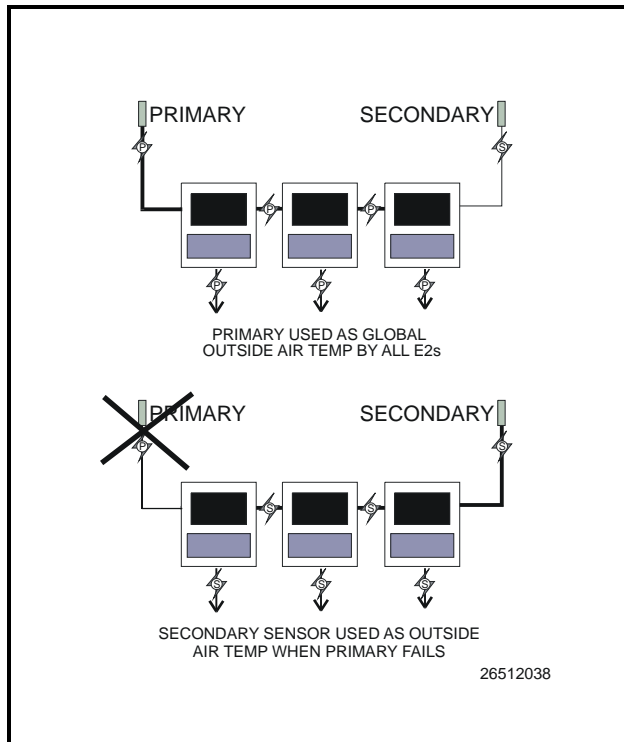 PRIMARY SECONDARY
P S
P P
P P P
PRIMARY USED AS GLOBAL
OUTSIDE AIR TEMP BY ALL E2s
PRIMARY SECONDARY
P S
S S
S S S
SECONDARY SENSOR USED AS OUTSIDE
AIR TEMP WHEN PRIMARY FAILS
26512038